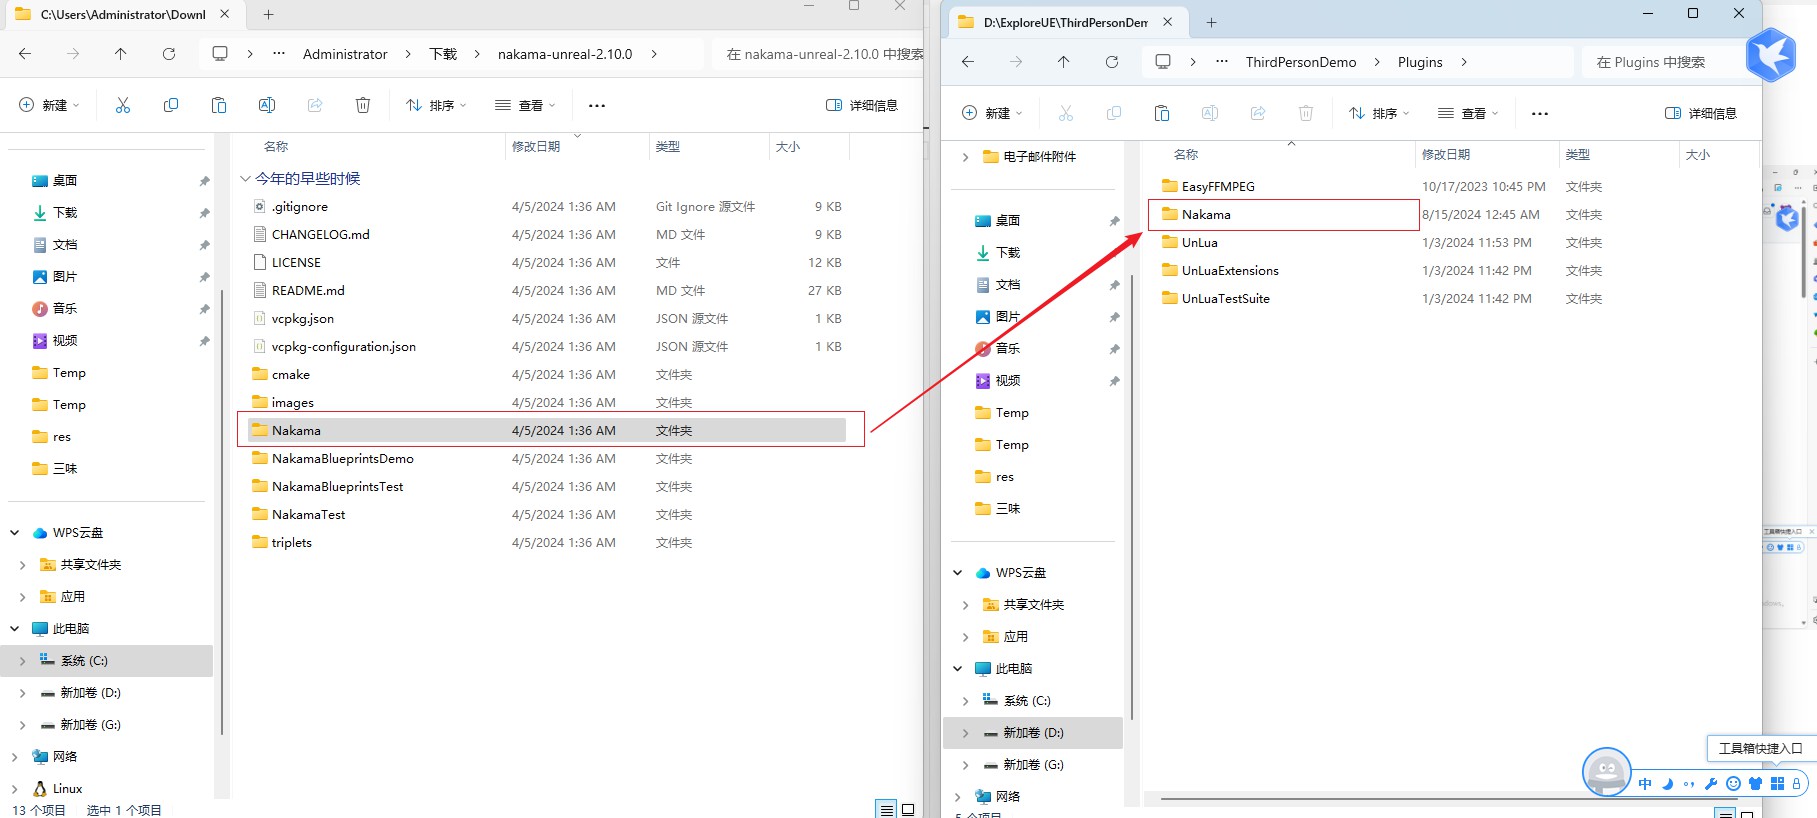 C:\Users\Administrator\Downl
Administrator
下载
nakama-unreal-2.10.0
在 nakama-unreal-2.10.0 中搜索
新建
排序
查看
详细信息
桌面
下载
文档
图片
音乐
视频
Temp
Temp
res
三味
WPS云盘
共享文件夹
应用
此电脑
系统 (C:)
新加卷 (D:)
新加卷 (G:)
网络
Linux
名称 修改日期 类型 大小
今年的早些时候
.gitignore 4/5/2024 1:36 AM Git Ignore 源文件 9 KB
CHANGELOG.md 4/5/2024 1:36 AM MD 文件 9 KB
LICENSE 4/5/2024 1:36 AM 文件 12 KB
README.md 4/5/2024 1:36 AM MD 文件 27 KB
vcpkg.json 4/5/2024 1:36 AM JSON 源文件 1 KB
vcpkg-configuration.json 4/5/2024 1:36 AM JSON 源文件 1 KB
cmake 4/5/2024 1:36 AM 文件夹
images 4/5/2024 1:36 AM 文件夹
Nakama 4/5/2024 1:36 AM 文件夹
NakamaBlueprintsDemo 4/5/2024 1:36 AM 文件夹
NakamaBlueprintsTest 4/5/2024 1:36 AM 文件夹
NakamaTest 4/5/2024 1:36 AM 文件夹
triplets 4/5/2024 1:36 AM 文件夹
13 个项目 选中 1 个项目
D:\ExploreUE\ThirdPersonDem
ThirdPersonDemo
Plugins
在 Plugins 中搜索
新建
排序
查看
详细信息
电子邮件附件
桌面
下载
文档
图片
音乐
视频
Temp
Temp
res
三味
WPS云盘
共享文件夹
应用
此电脑
系统 (C:)
新加卷 (D:)
新加卷 (G:)
网络
名称 修改日期 类型 大小
EasyFFMPEG 10/17/2023 10:45 PM 文件夹
Nakama 8/15/2024 12:45 AM 文件夹
UnLua 1/3/2024 11:53 PM 文件夹
UnLuaExtensions 1/3/2024 11:42 PM 文件夹
UnLuaTestSuite 1/3/2024 11:42 PM 文件夹
5 个项目
工具箱快捷入口
工具箱快捷入口
中